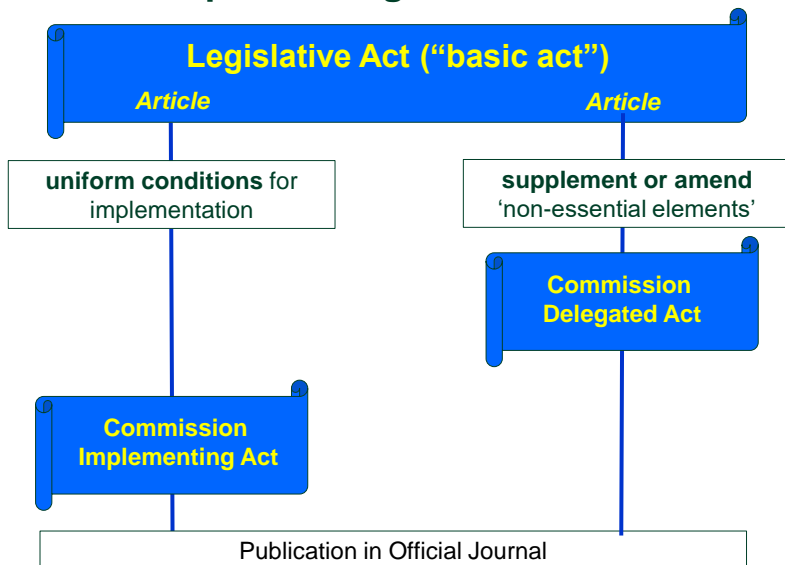 Legislative Act (“basic act”)
Article
Article
uniform conditions for
implementation
supplement or amend
‘non-essential elements’
Commission
Delegated Act
Commission
Implementing Act
Publication in Official Journal